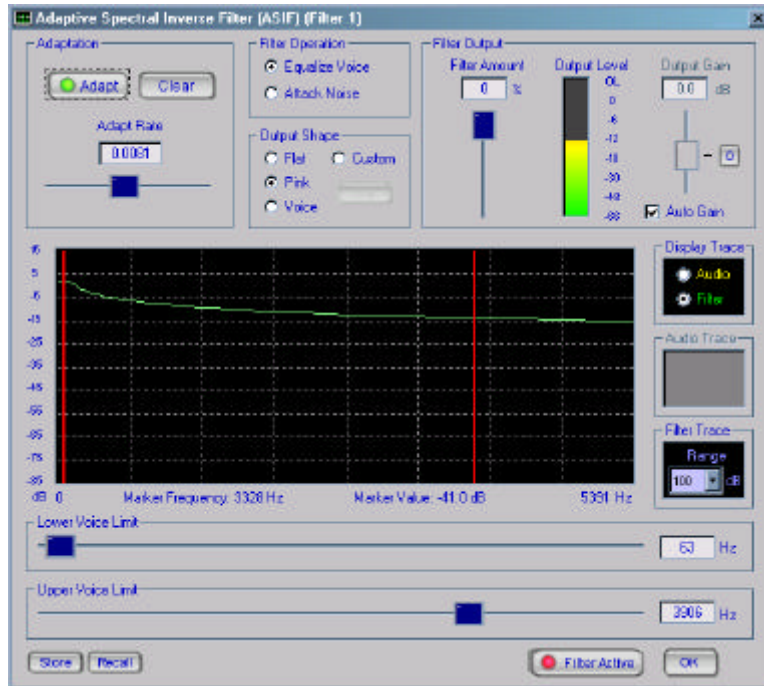 Adaptive Spectral Inverse Filter (ASIF) (Filter 1)
Adaptation
Adapt
Clear
Adapt Rate
0.0081
Filter Operation
Equalize Voice
Attack Noise
Output Shape
Flat
Custom
Pink
Voice
Filter Output
Filter Amount
0 %
Output Level
OL
0
-6
-12
-18
-30
-48
-66
Output Gain
0.0 dB
0
Auto Gain
15
5
-5
-15
-25
-35
-45
-55
-65
-75
-85
dB 0
Marker Frequency: 3328 Hz
Marker Value: -41.0 dB
5391 Hz
Display Trace
Audio
Filter
Audio Trace
Filter Trace
Range
100 dB
Lower Voice Limit
63 Hz
Upper Voice Limit
3906 Hz
Store
Recall
Filter Active
OK